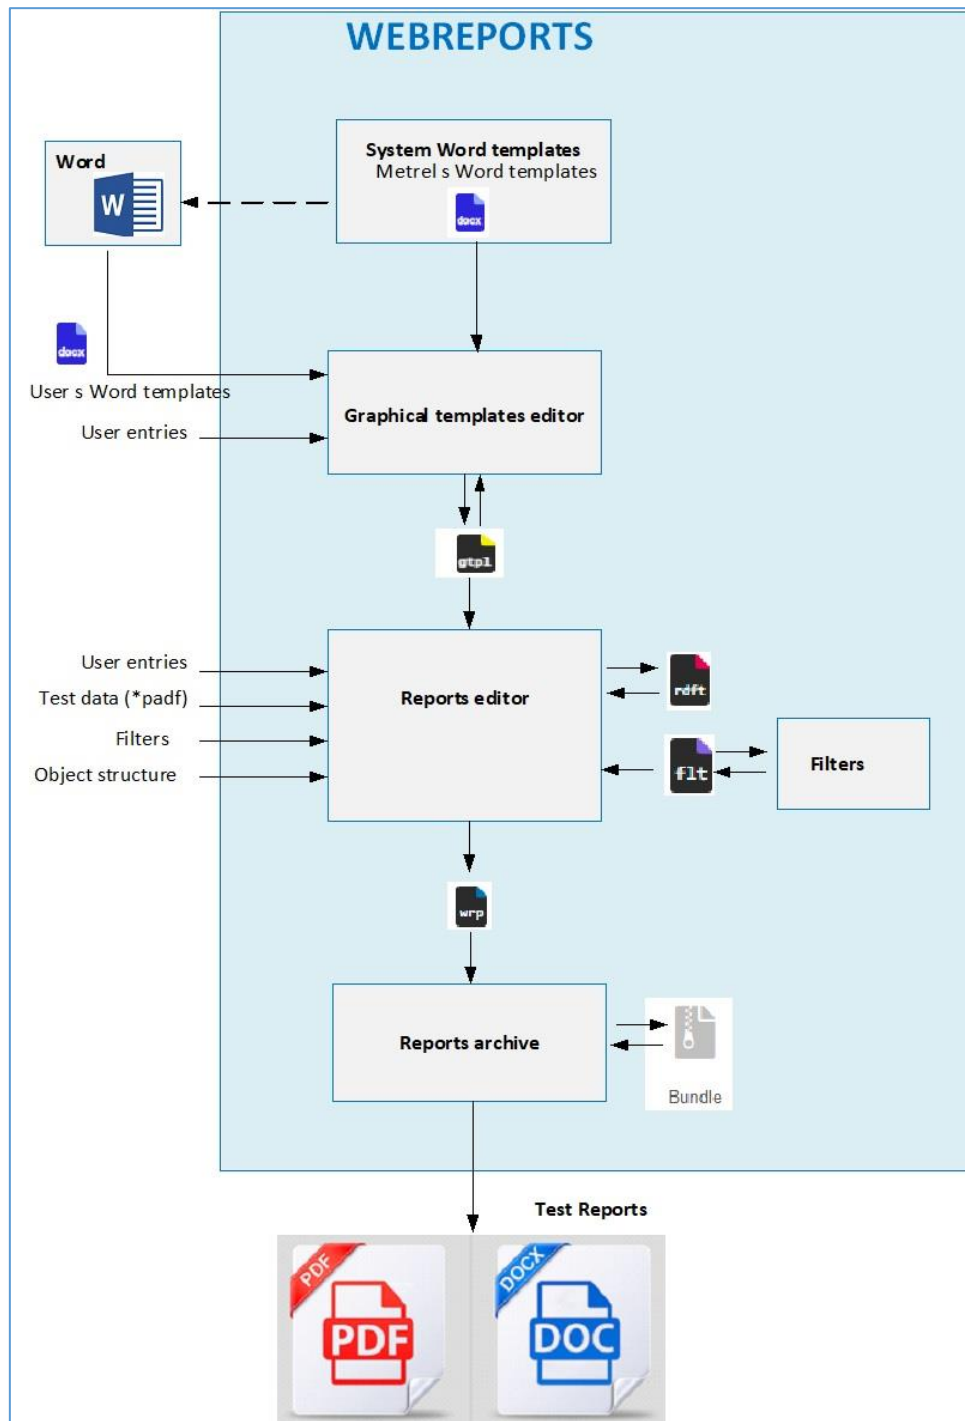 WEBREPORTS
System Word templates
Metrel s Word templates
docx
Word
W
docx
User s Word templates
User entries
Graphical templates editor
gtpl
User entries
Test data (*padf)
Filters
Object structure
Reports editor
rdft
flt
Filters
wrp
Reports archive
Bundle
Test Reports
PDF
PDF
DOCX
DOC